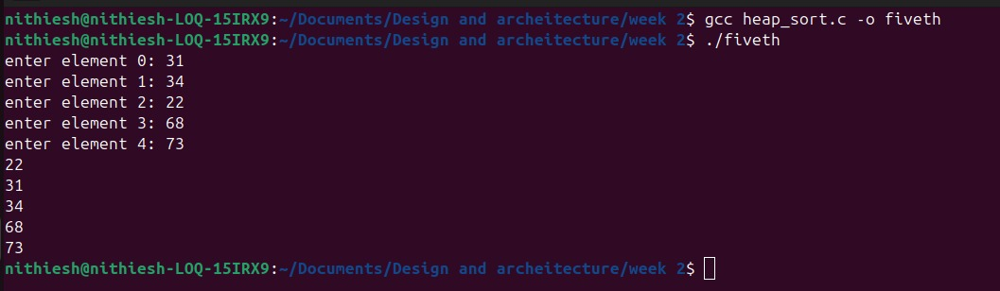 nithiesh@nithiesh-LOQ-15IRX9:~/Documents/Design and archeitecture/week 2$ gcc heap_sort.c -o fiveth
nithiesh@nithiesh-LOQ-15IRX9:~/Documents/Design and archeitecture/week 2$ ./fiveth
enter element 0: 31
enter element 1: 34
enter element 2: 22
enter element 3: 68
enter element 4: 73
22
31
34
68
73
nithiesh@nithiesh-LOQ-15IRX9:~/Documents/Design and archeitecture/week 2$